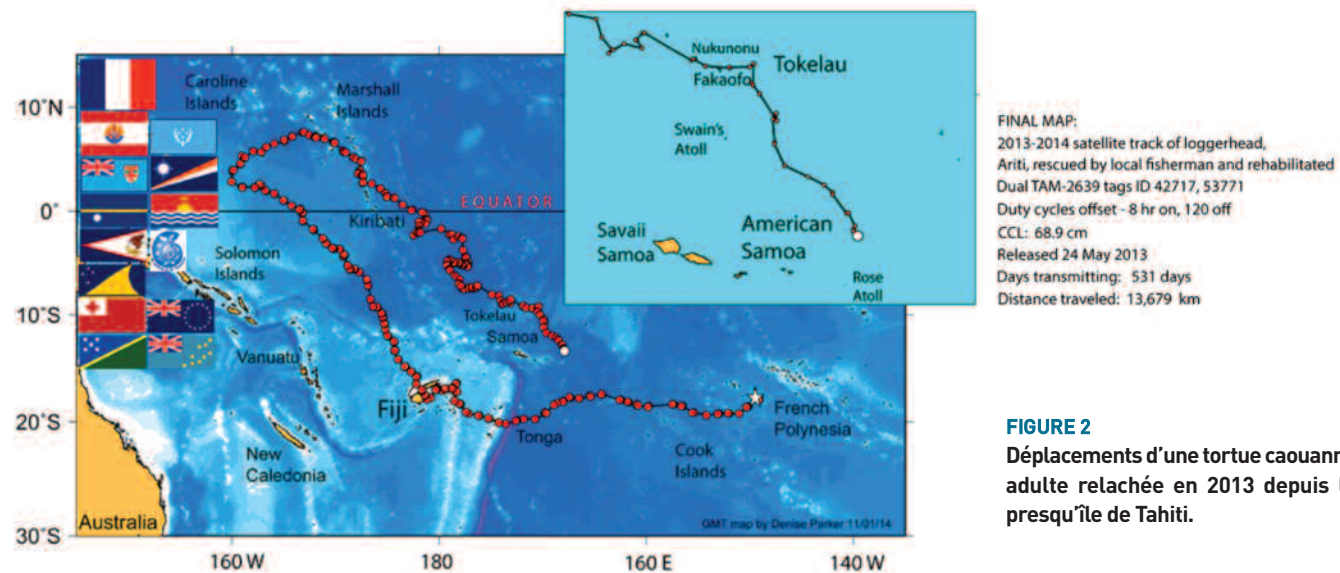 10˚N
0˚
10˚S
20˚S
30˚S
160 W
180
160 E
140 W
Caroline
Islands
Marshall
Islands
EQUATOR
Kiribati
Solomon
Islands
Tokelau
Samoa
Vanuatu
Fiji
Tonga
New
Caledonia
Cook
Islands
French
Polynesia
Australia
GMT map by Denise Parker 11/01/14
Nukunonu
Fakaofo
Tokelau
Swain's
Atoll
Savaii
Samoa
American
Samoa
Rose
Atoll
FINAL MAP:
2013-2014 satellite track of loggerhead,
Ariti, rescued by local fisherman and rehabilitated
Dual TAM-2639 tags ID 42717, 53771
Duty cycles offset - 8 hr on, 120 off
CCL: 68.9 cm
Released 24 May 2013
Days transmitting: 531 days
Distance traveled: 13,679 km
FIGURE 2
Déplacements d'une tortue caouann
adulte relachée en 2013 depuis
presqu'île de Tahiti.